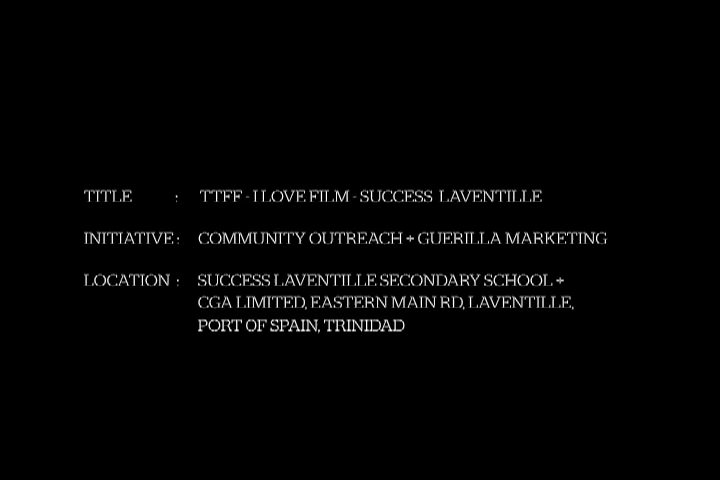 TITLE : TTFF - I LOVE FILM - SUCCESS LAVENTILLE
INITIATIVE : COMMUNITY OUTREACH + GUERILLA MARKETING
LOCATION : SUCCESS LAVENTILLE SECONDARY SCHOOL +
CGA LIMITED, EASTERN MAIN RD, LAVENTILLE,
PORT OF SPAIN, TRINIDAD